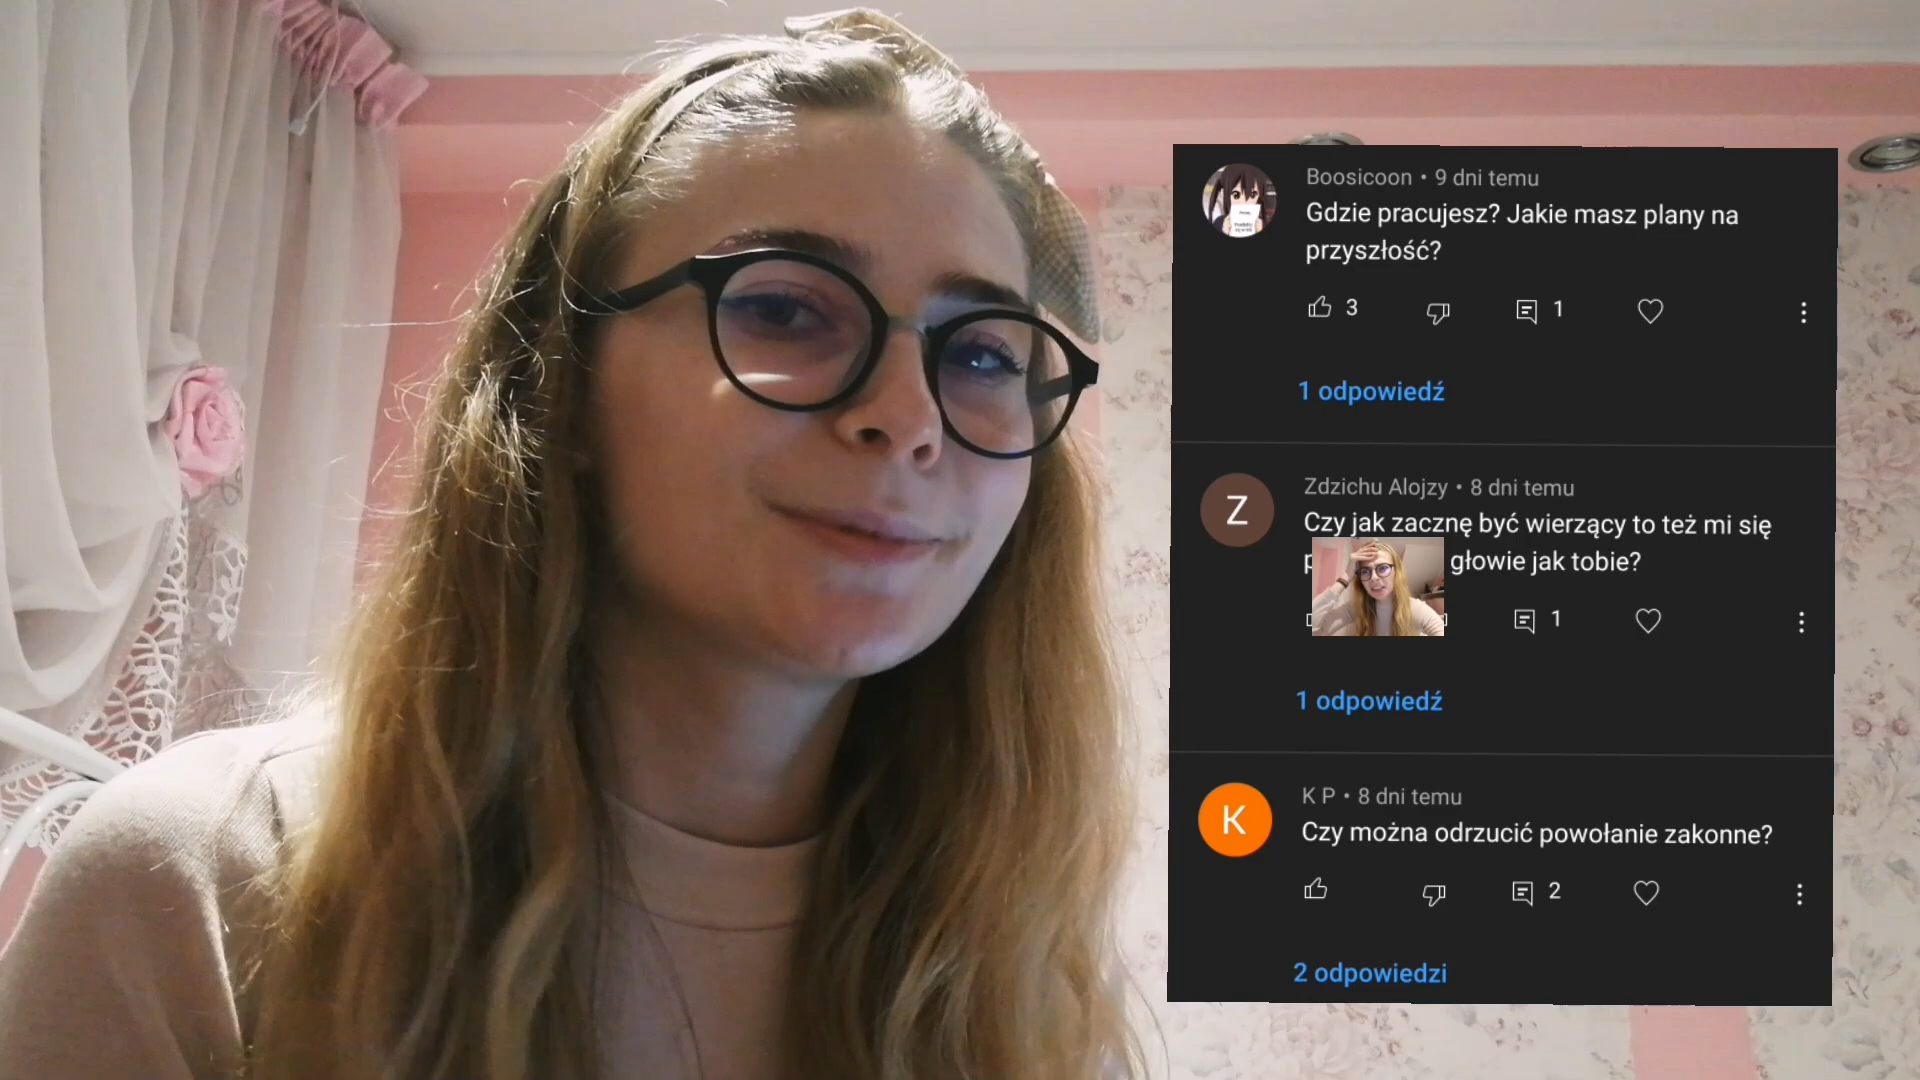 Boosicoon • 9 dni temu
Gdzie pracujesz? Jakie masz plany na
przyszłość?
3
1
1 odpowiedź
Z
Zdzichu Alojzy • 8 dni temu
Czy jak zacznę być wierzący to też mi się
głowie jak tobie?
1
1 odpowiedź
K
K P • 8 dni temu
Czy można odrzucić powołanie zakonne?
2
2 odpowiedzi